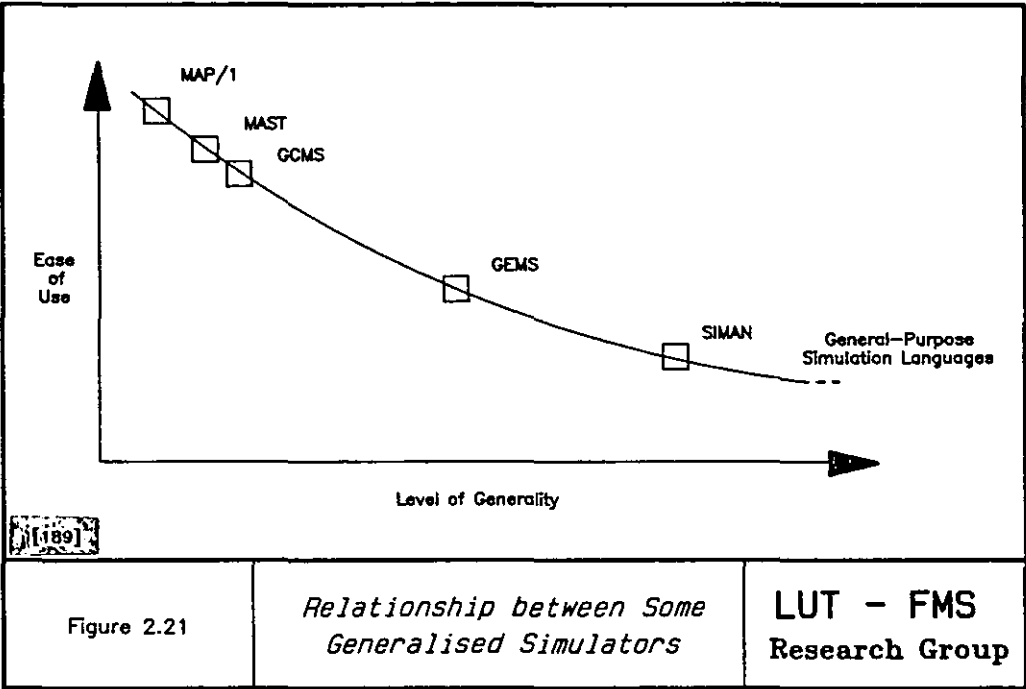 MAP/1
MAST
GCMS
Ease
of
Use
GEMS
SIMAN
General-Purpose
Simulation Languages
Level of Generality
[189]
Figure 2.21
Relationship between Some
Generalised Simulators
LUT - FMS
Research Group